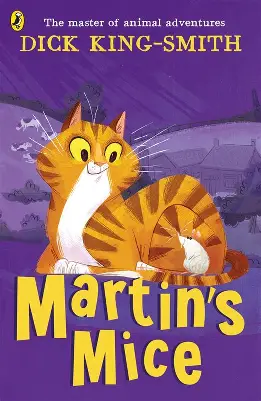 The master of animal adventures
DICK KING-SMITH
Martin's
Mice